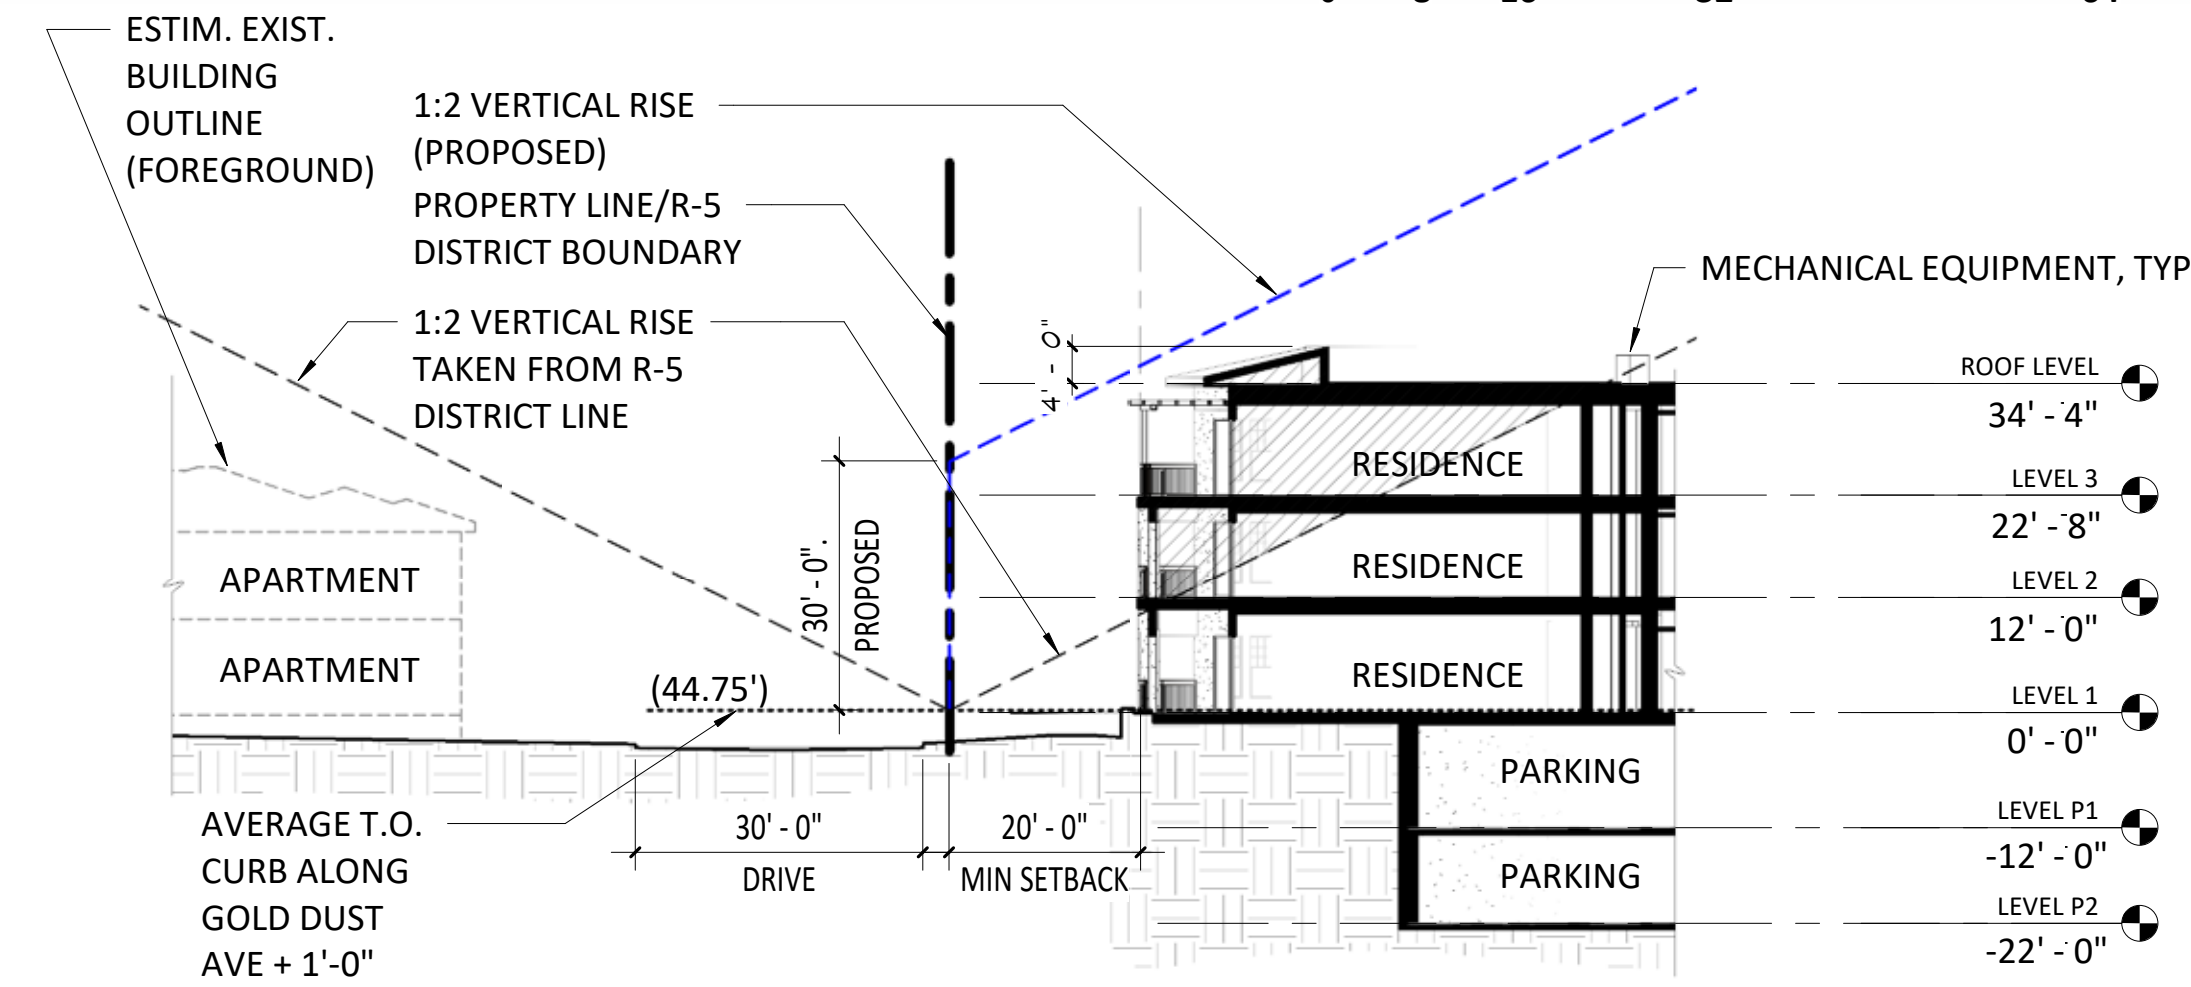 ESTIM. EXIST.
BUILDING
OUTLINE
(FOREGROUND)
1:2 VERTICAL RISE
(PROPOSED)
PROPERTY LINE/R-5
DISTRICT BOUNDARY
1:2 VERTICAL RISE
TAKEN FROM R-5
DISTRICT LINE
MECHANICAL EQUIPMENT, TYP
4' - 0"
ROOF LEVEL
34' - 4"
RESIDENCE
LEVEL 3
22' - 8"
30' - 0".
PROPOSED
APARTMENT
RESIDENCE
LEVEL 2
12' - 0"
APARTMENT
(44.75')
RESIDENCE
LEVEL 1
0' - 0"
PARKING
AVERAGE T.O.
CURB ALONG
GOLD DUST
AVE + 1'-0"
30' - 0"
DRIVE
20' - 0"
MIN SETBACK
LEVEL P1
-12' - 0"
PARKING
LEVEL P2
-22' - 0"